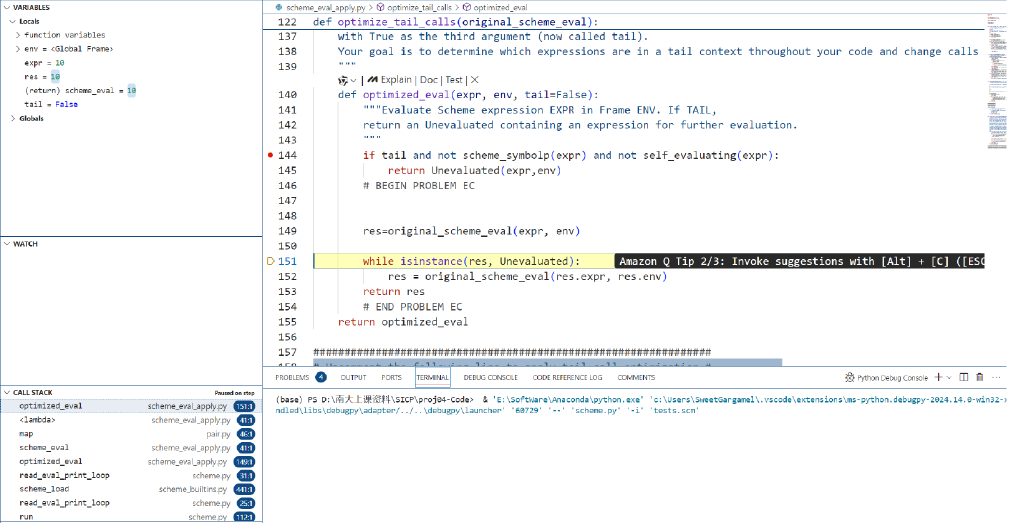 VARIABLES
Locals
function variables
env = <Global Frame>
expr = 10
res = 10
(return) scheme_eval = 10
tail = False
Globals
WATCH
CALL STACK
Paused on step
optimized_eval scheme_eval_apply.py 151:1
<lambda> scheme_eval_apply.py 41:1
map pair.py 46:1
scheme_eval scheme_eval_apply.py 41:1
optimized_eval scheme_eval_apply.py 149:1
read_eval_print_loop scheme.py 31:1
scheme_load scheme_builtins.py 441:1
read_eval_print_loop scheme.py 25:1
run scheme.py 112:1
scheme_eval_apply.py > optimize_tail_calls > optimized_eval
122 def optimize_tail_calls(original_scheme_eval):
137 with True as the third argument (now called tail).
138 Your goal is to determine which expressions are in a tail context throughout your code and change calls
139 """
Explain | Doc | Test | X
140 def optimized_eval(expr, env, tail=False):
141 """Evaluate Scheme expression EXPR in Frame ENV. If TAIL,
142 return an Unevaluated containing an expression for further evaluation.
143 """
144 if tail and not scheme_symbolp(expr) and not self_evaluating(expr):
145 return Unevaluated(expr,env)
146 # BEGIN PROBLEM EC
147
148
149 res=original_scheme_eval(expr, env)
150
151 while isinstance(res, Unevaluated): Amazon Q Tip 2/3: Invoke suggestions with [Alt] + [C] ([ESC
152 res = original_scheme_eval(res.expr, res.env)
153 return res
154 # END PROBLEM EC
155 return optimized_eval
156
157 ################################################################
PROBLEMS 4 OUTPUT PORTS TERMINAL DEBUG CONSOLE CODE REFERENCE LOG COMMENTS Python Debug Console
(base) PS D:\南大上课资料\SICP\proj04-Code> & 'E:\Software\Anaconda\python.exe' 'c:\Users\SweetGargamel\.vscode\extensions\ms-python.debugpy-2024.14.0-win32-x
ndled\libs\debugpy\adapter/../..\debugpy\launcher' '60729' '--' 'scheme.py' '-i' 'tests.scm'